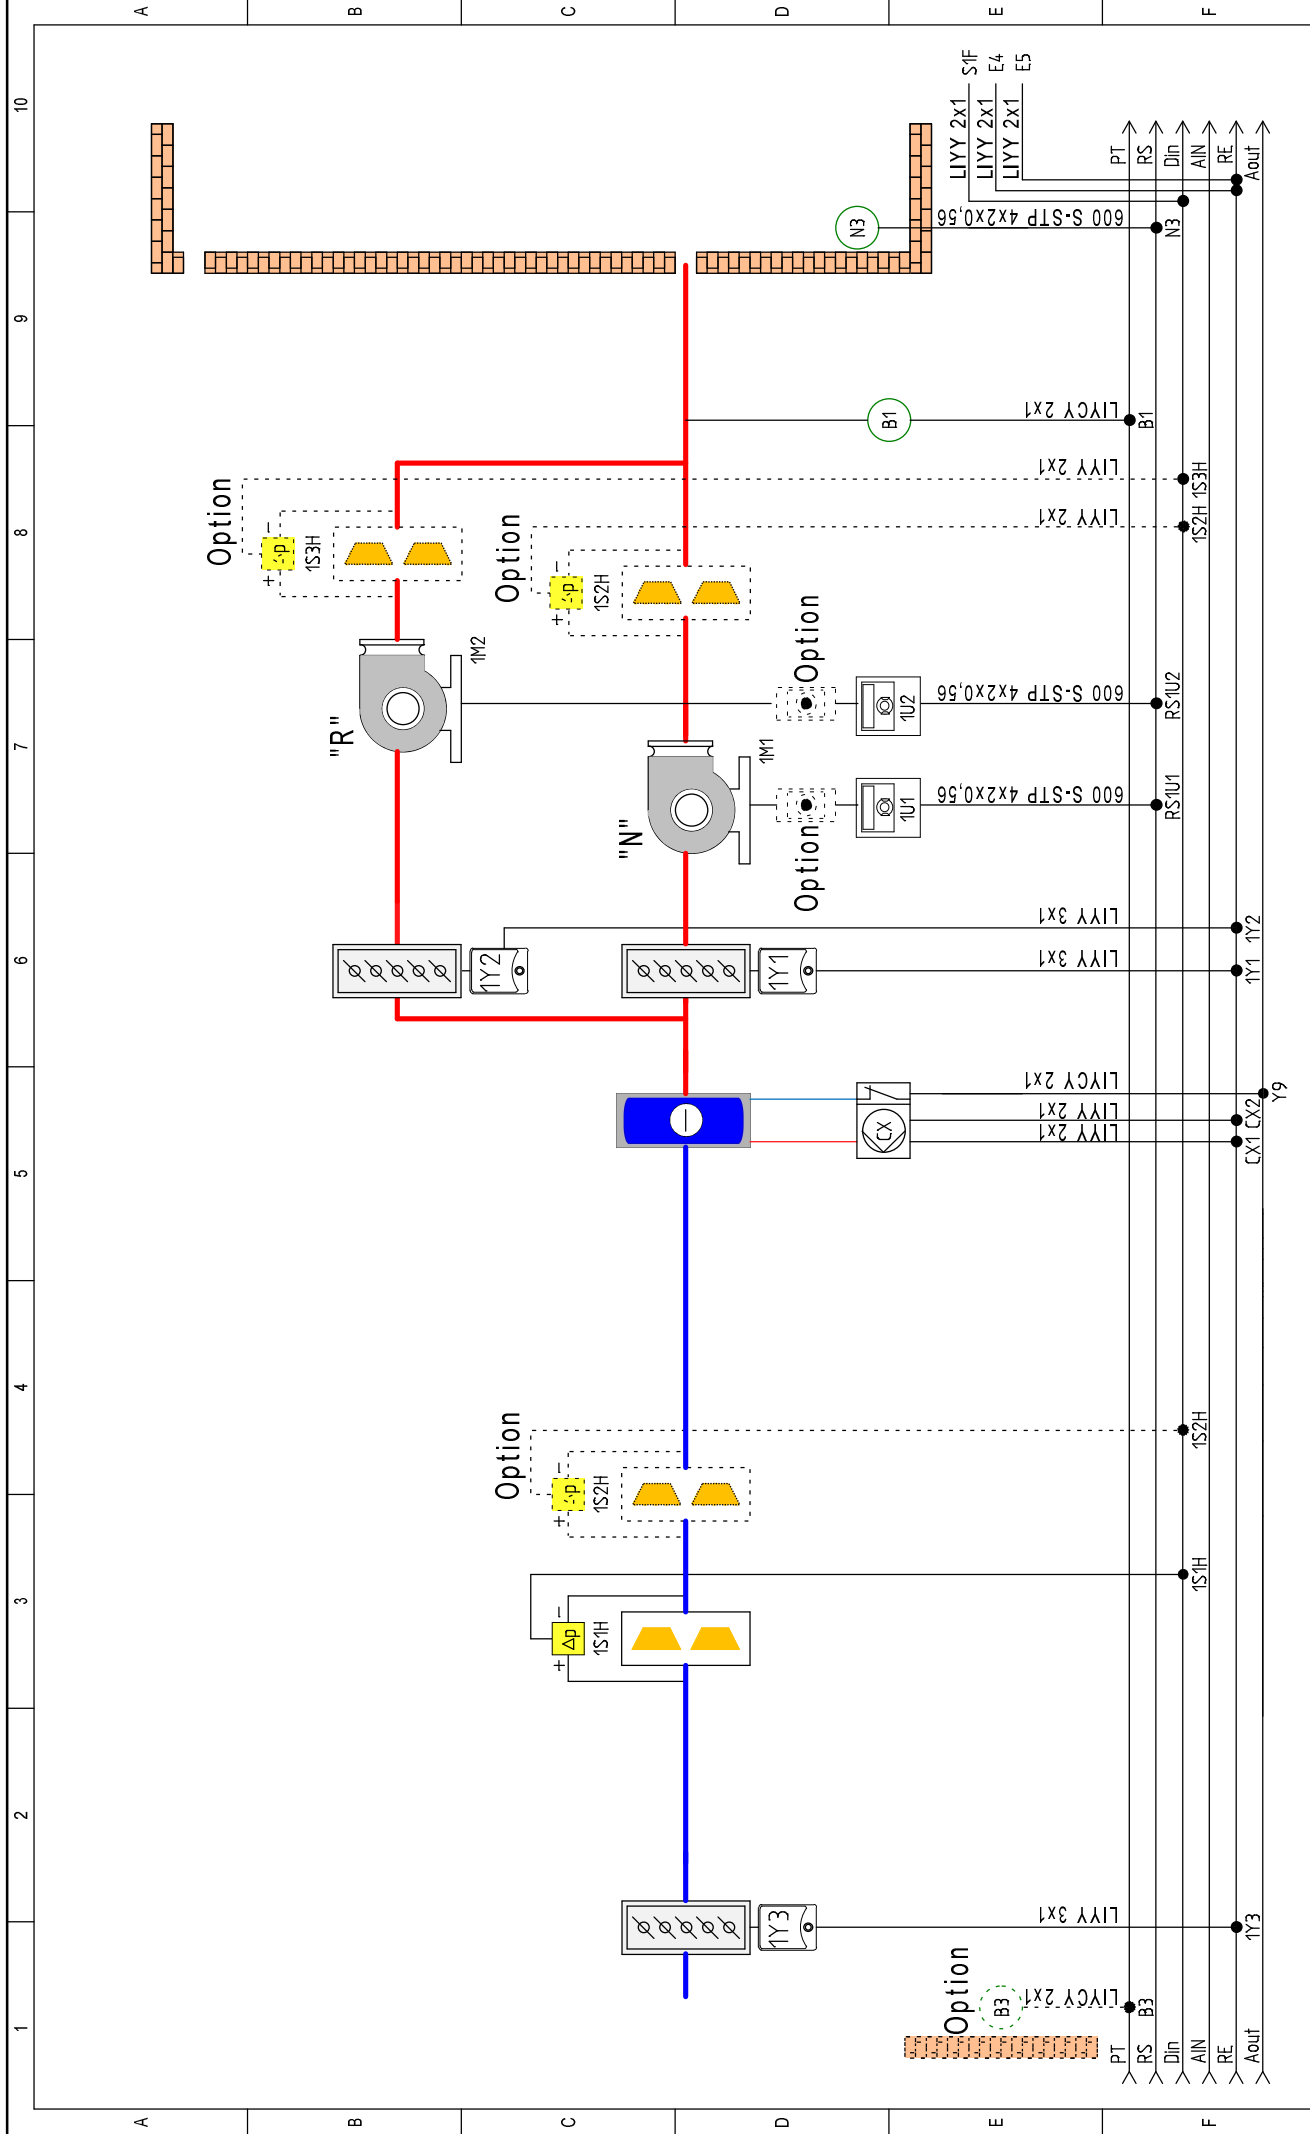 1 2 3 4 5 6 7 8 9 10
A A
Option
+ -
1S3H
B B
"R"
1M2
1Y2
Option Option
+ - + - + -
Δp
1S1H 1S2H 1S2H
C C
"N"
1M1
1Y3 1Y1
Option Option
D D
N3
B1
CX 1U1 1U2
Option
B3
LIYCY 2x1
LIYY 3x1
LIYY 2x1
LIYY 2x1
LIYCY 2x1
LIYY 3x1
LIYY 3x1
600 S-STP 4x2x0,56
600 S-STP 4x2x0,56
LIYY 2x1
LIYY 2x1
LIYCY 2x1
600 S-STP 4x2x0,56
LIYY 2x1 S1F
LIYY 2x1 E4
LIYY 2x1 E5
E E
PT PT
RS B3 B1 RS
Din RS1U1 RS1U2 N3 Din
AIN 1S1H 1S2H 1S2H 1S3H AIN
RE RE
F F
Aout 1Y3 CX1 CX2 1Y1 1Y2 Aout
Y9